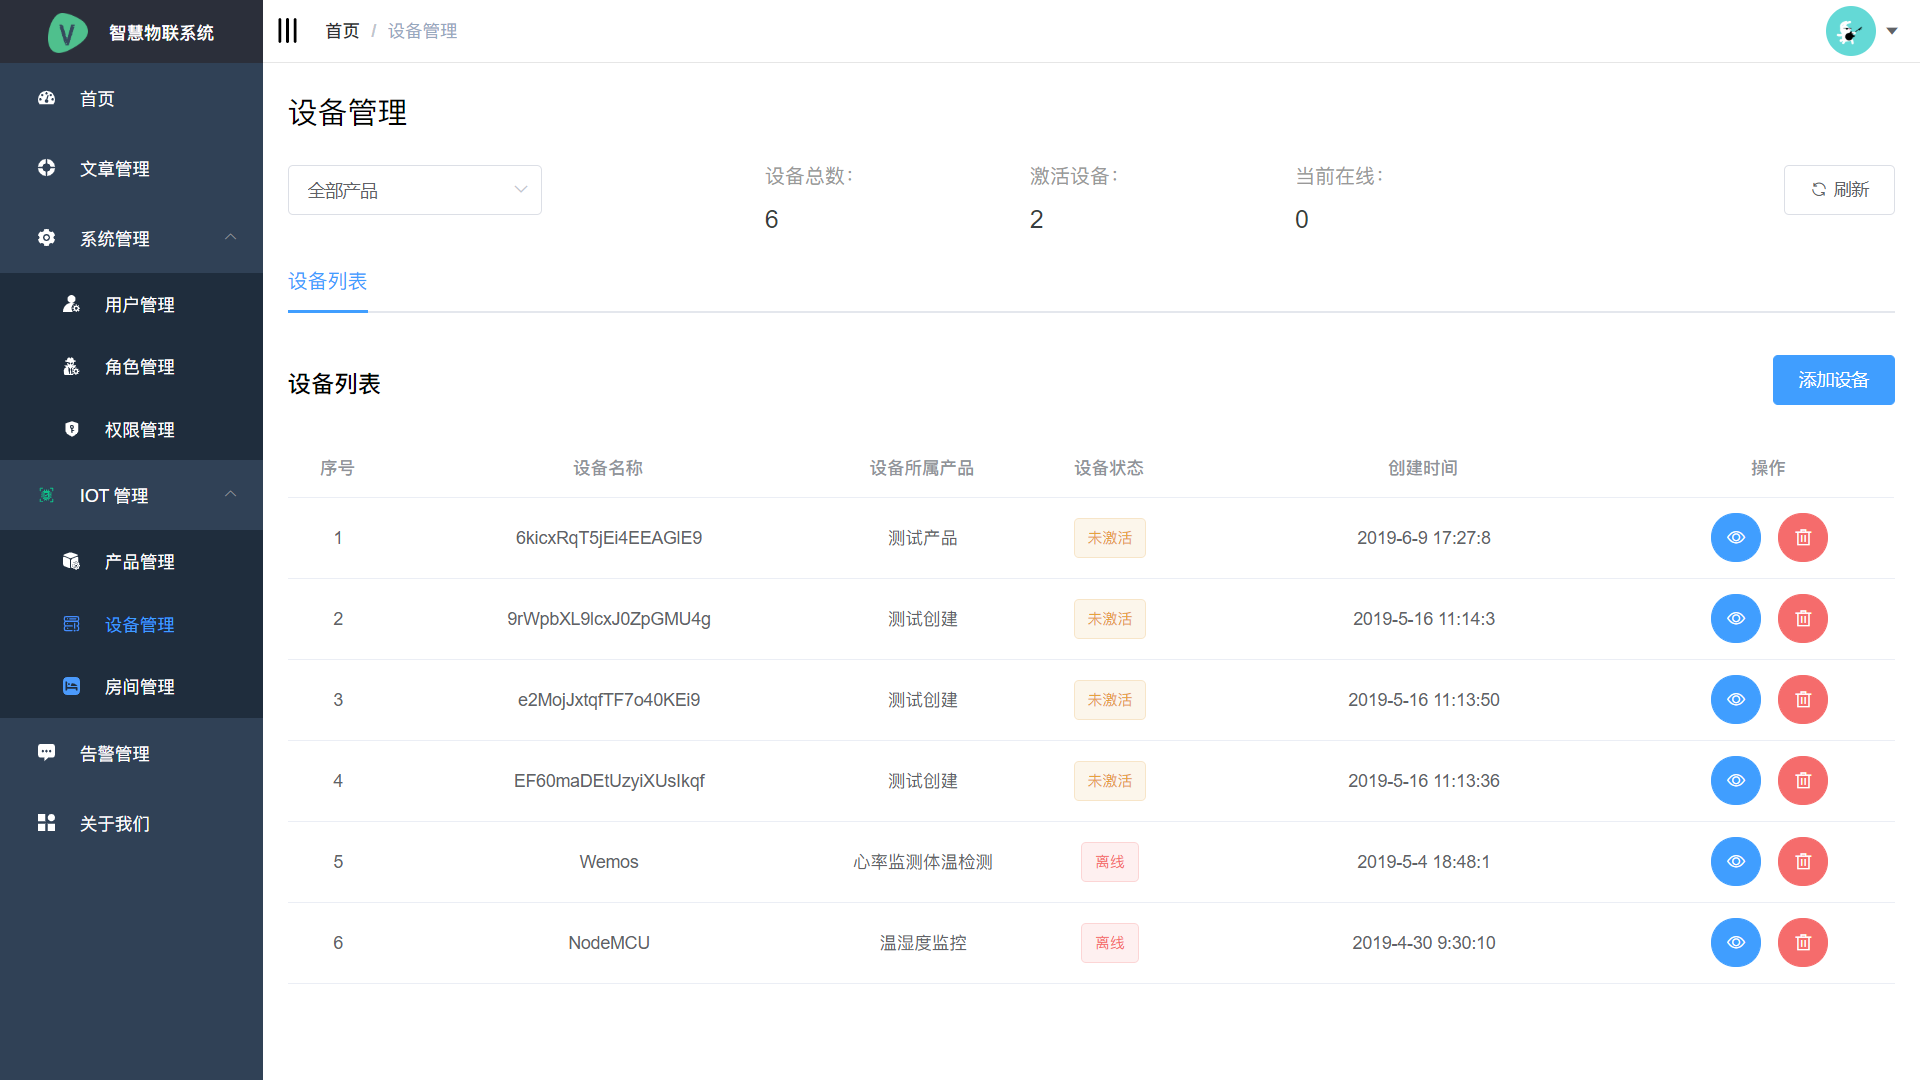 智慧物联系统
首页 / 设备管理
首页
文章管理
系统管理
用户管理
角色管理
权限管理
IOT 管理
产品管理
设备管理
房间管理
告警管理
关于我们
设备管理
全部产品
设备总数：
6
激活设备：
2
当前在线：
0
刷新
设备列表
设备列表
添加设备
序号 设备名称 设备所属产品 设备状态 创建时间 操作
1 6kicxRqT5jEi4EEAGlE9 测试产品 未激活 2019-6-9 17:27:8
2 9rWpbXL9lcxJ0ZpGMU4g 测试创建 未激活 2019-5-16 11:14:3
3 e2MojJxtqfTF7o40KEi9 测试创建 未激活 2019-5-16 11:13:50
4 EF60maDEtUzyiXUsIkqf 测试创建 未激活 2019-5-16 11:13:36
5 Wemos 心率监测体温检测 离线 2019-5-4 18:48:1
6 NodeMCU 温湿度监控 离线 2019-4-30 9:30:10